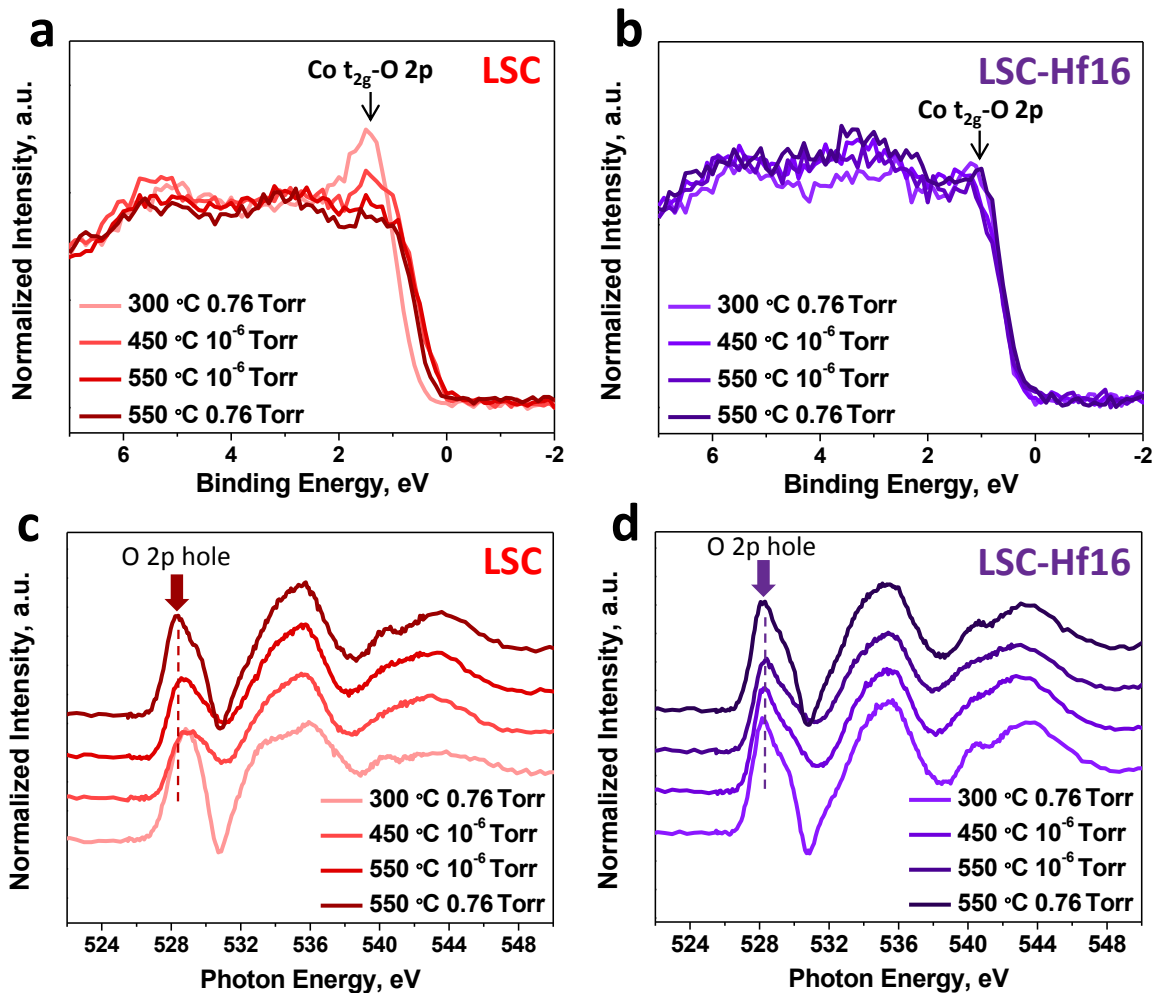 a
LSC
Co t₂g-O 2p
Normalized Intensity, a.u.
300 °C 0.76 Torr
450 °C 10⁻⁶ Torr
550 °C 10⁻⁶ Torr
550 °C 0.76 Torr
6 4 2 0 -2
Binding Energy, eV
b
LSC-Hf16
Co t₂g-O 2p
Normalized Intensity, a.u.
300 °C 0.76 Torr
450 °C 10⁻⁶ Torr
550 °C 10⁻⁶ Torr
550 °C 0.76 Torr
6 4 2 0 -2
Binding Energy, eV
c
LSC
O 2p hole
Normalized Intensity, a.u.
300 °C 0.76 Torr
450 °C 10⁻⁶ Torr
550 °C 10⁻⁶ Torr
550 °C 0.76 Torr
524 528 532 536 540 544 548
Photon Energy, eV
d
LSC-Hf16
O 2p hole
Normalized Intensity, a.u.
300 °C 0.76 Torr
450 °C 10⁻⁶ Torr
550 °C 10⁻⁶ Torr
550 °C 0.76 Torr
524 528 532 536 540 544 548
Photon Energy, eV